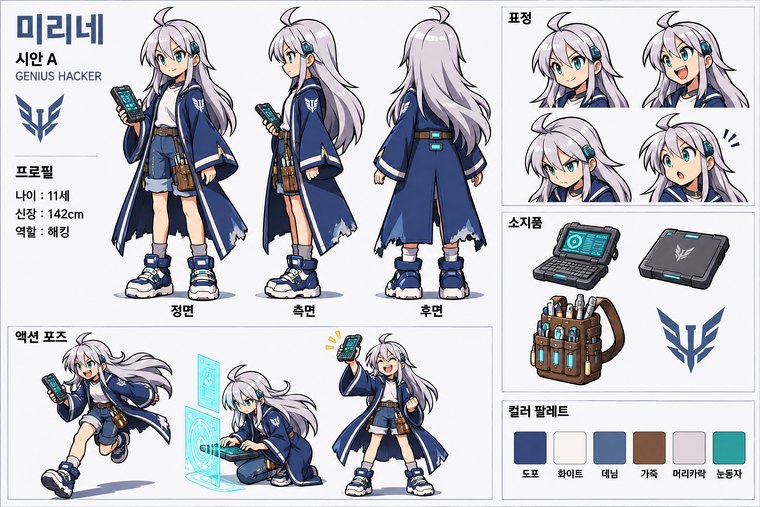 미리네
시안 A
GENIUS HACKER
프로필
나이 : 11세
신장 : 142cm
역할 : 해킹
정면
측면
후면
표정
소지품
액션 포즈
컬러 팔레트
도포
화이트
데님
가죽
머리카락
눈동자